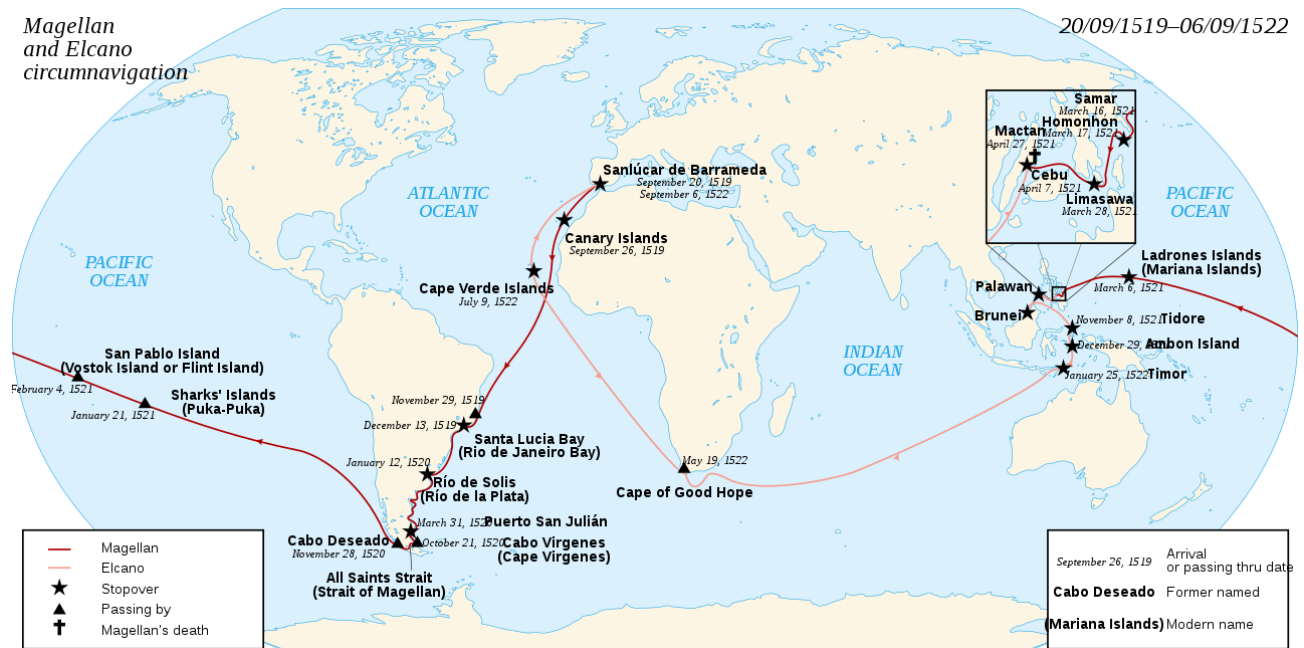 Magellan
and Elcano
circumnavigation
20/09/1519–06/09/1522
Samar
March 16, 1521
Homonhon
March 17, 1521
Mactan
April 27, 1521
Cebu
April 7, 1521
Limasawa
March 28, 1521
Sanlúcar de Barrameda
September 20, 1519
September 6, 1522
ATLANTIC
OCEAN
PACIFIC
OCEAN
Canary Islands
September 26, 1519
PACIFIC
OCEAN
Ladrones Islands
(Mariana Islands)
March 6, 1521
Cape Verde Islands
July 9, 1522
Palawan
Brunei
November 8, 1521
Tidore
December 29, 1521
Ambon Island
January 25, 1522
Timor
INDIAN
OCEAN
San Pablo Island
(Vostok Island or Flint Island)
February 4, 1521
Sharks' Islands
(Puka-Puka)
January 21, 1521
November 29, 1519
December 13, 1519
Santa Lucia Bay
(Rio de Janeiro Bay)
January 12, 1520
Río de Solis
(Río de la Plata)
May 19, 1522
Cape of Good Hope
March 31, 1520
Puerto San Julián
Cabo Deseado
November 28, 1520
October 21, 1520
Cabo Virgenes
(Cape Virgenes)
All Saints Strait
(Strait of Magellan)
Magellan
Elcano
Stopover
Passing by
Magellan's death
September 26, 1519
Arrival
or passing thru date
Cabo Deseado
Former named
(Mariana Islands)
Modern name